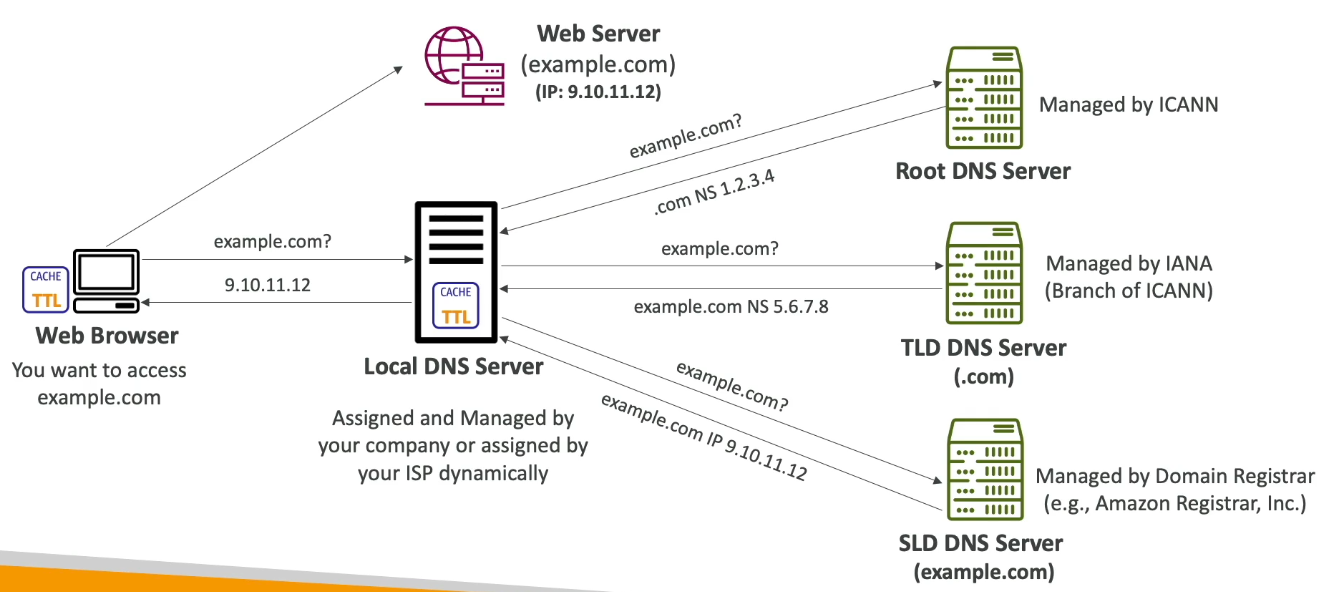 Web Server
(example.com)
(IP: 9.10.11.12)
Managed by ICANN
Root DNS Server
example.com?
.com NS 1.2.3.4
example.com?
9.10.11.12
CACHE
TTL
Web Browser
You want to access
example.com
CACHE
TTL
Local DNS Server
Assigned and Managed by
your company or assigned by
your ISP dynamically
example.com?
example.com NS 5.6.7.8
Managed by IANA
(Branch of ICANN)
TLD DNS Server
(.com)
example.com?
example.com IP 9.10.11.12
Managed by Domain Registrar
(e.g., Amazon Registrar, Inc.)
SLD DNS Server
(example.com)